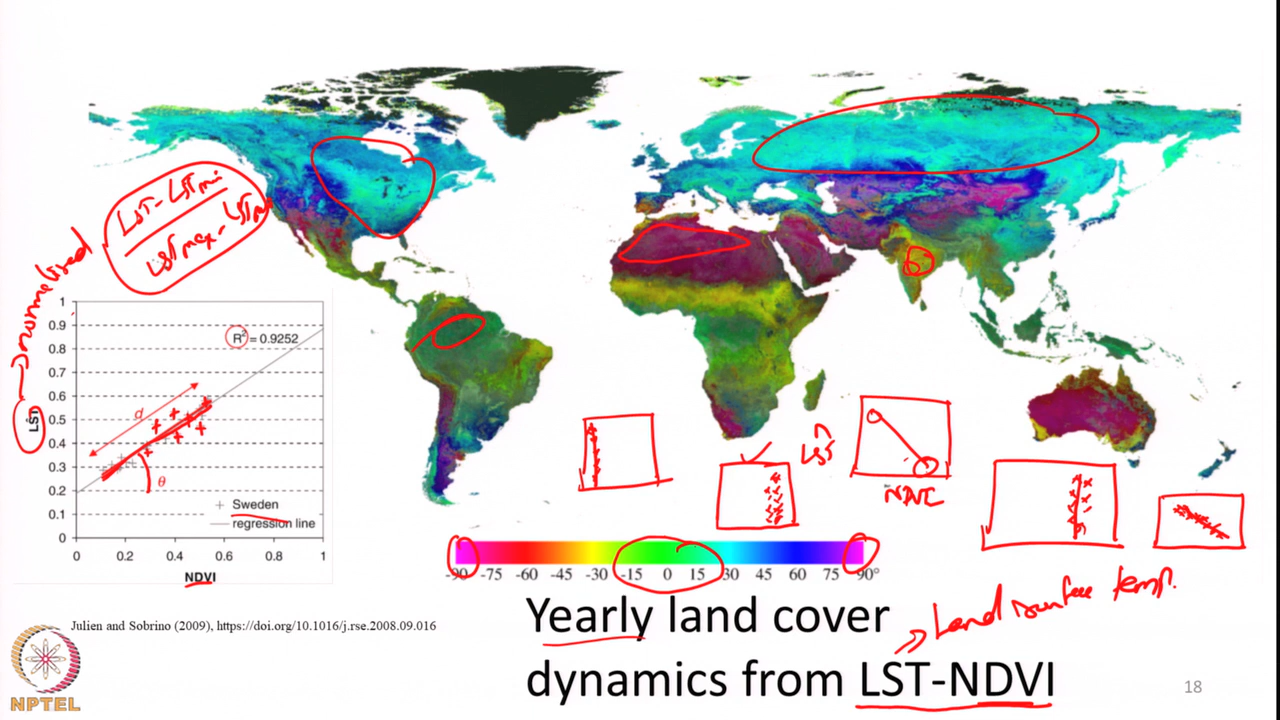 LST - LSTmin
LSTmax - LSTmin
normalised
1
0.9
0.8
0.7
0.6
0.5
0.4
0.3
0.2
0.1
0
LST
R² = 0.9252
d
θ
Sweden
regression line
0 0.2 0.4 0.6 0.8 1
NDVI
LST
-90 -75 -60 -45 -30 -15 0 15 30 45 60 75 90°
Yearly land cover
dynamics from LST-NDVI
Land surface temp.
Julien and Sobrino (2009), https://doi.org/10.1016/j.rse.2008.09.016
NPTEL
18